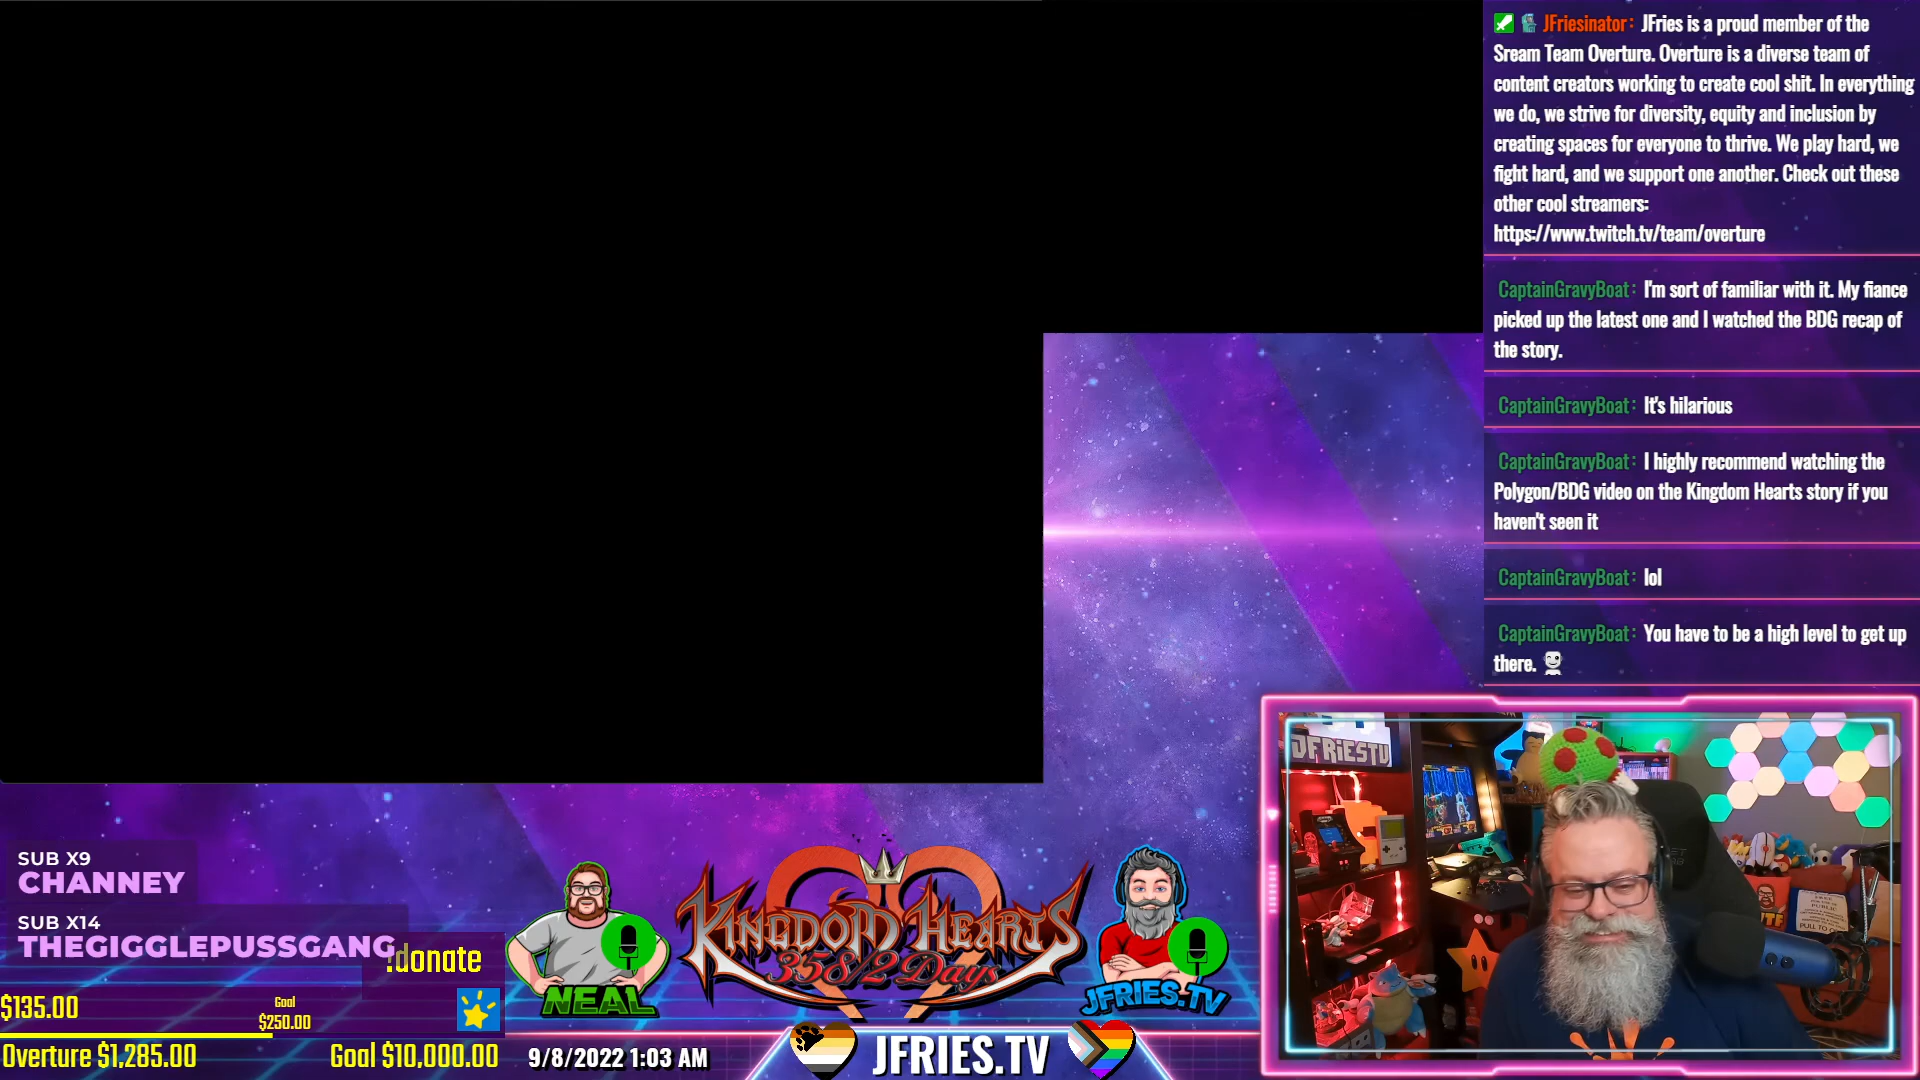 JFriesinator: JFries is a proud member of the
Sream Team Overture. Overture is a diverse team of
content creators working to create cool shit. In everything
we do, we strive for diversity, equity and inclusion by
creating spaces for everyone to thrive. We play hard, we
fight hard, and we support one another. Check out these
other cool streamers:
https://www.twitch.tv/team/overture
CaptainGravyBoat: I'm sort of familiar with it. My fiance
picked up the latest one and I watched the BDG recap of
the story.
CaptainGravyBoat: It's hilarious
CaptainGravyBoat: I highly recommend watching the
Polygon/BDG video on the Kingdom Hearts story if you
haven't seen it
CaptainGravyBoat: lol
CaptainGravyBoat: You have to be a high level to get up
there.
JFRIESTV
SUB X9
CHANNEY
SUB X14
THEGIGGLEPUSSGANG
!donate
$135.00
Goal
$250.00
Overture $1,285.00
Goal $10,000.00
NEAL
KINGDOM HEARTS
358/2 Days
JFRIES.TV
9/8/2022 1:03 AM
JFRIES.TV